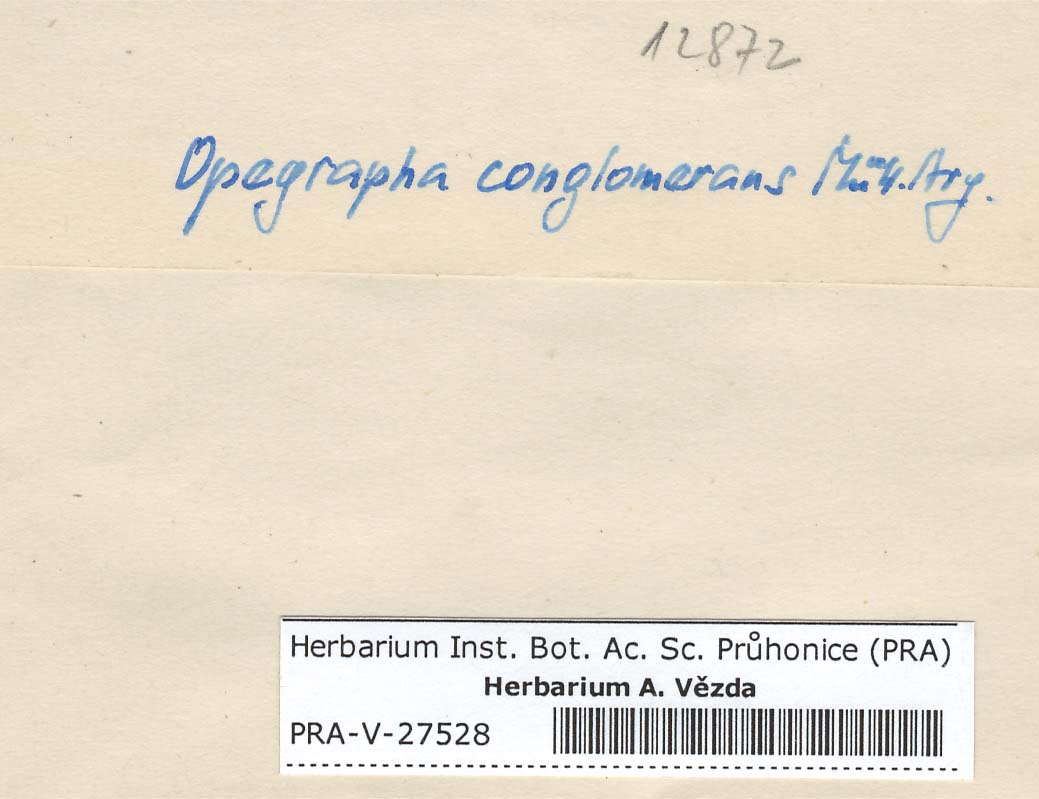 12872
Opegrapha conglomerans Müll. Arg.
Herbarium Inst. Bot. Ac. Sc. Průhonice (PRA)
Herbarium A. Vězda
PRA-V-27528